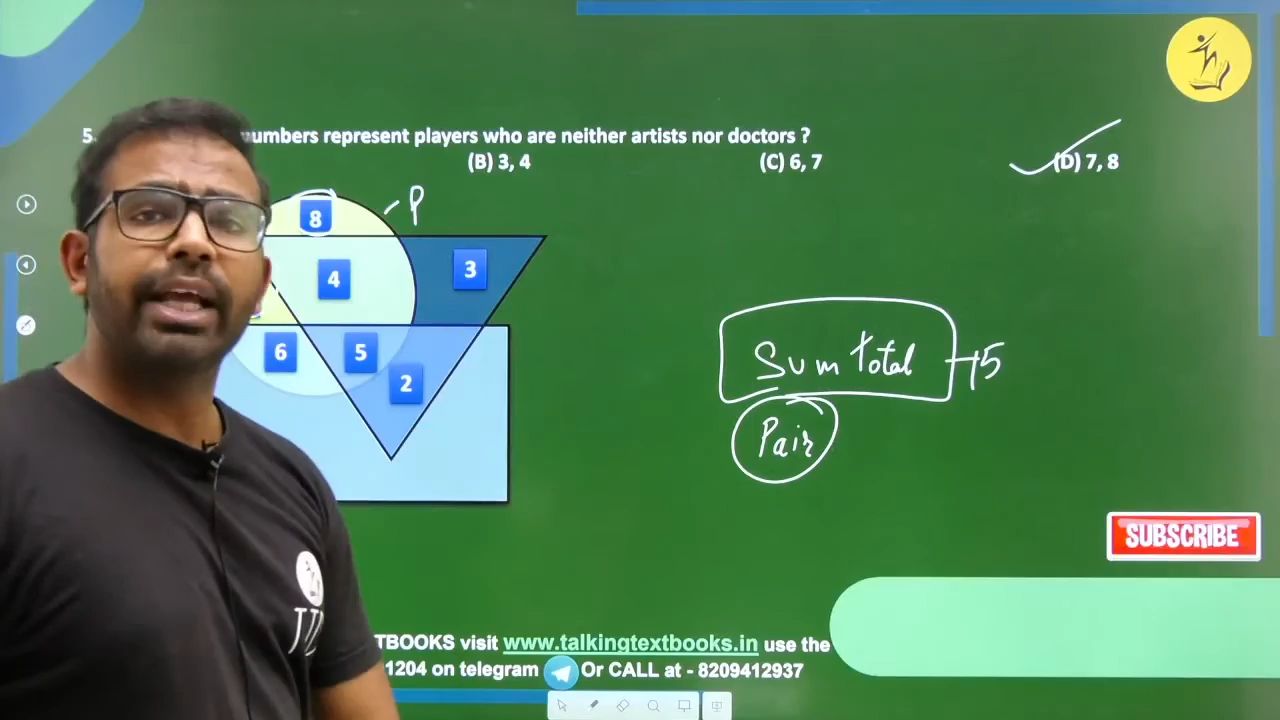 5. numbers represent players who are neither artists nor doctors ?
(B) 3, 4 (C) 6, 7 (D) 7, 8
P
8
4 3
6 5
2
Sum total 15
Pair
SUBSCRIBE
TBOOKS visit www.talkingtextbooks.in use the
1204 on telegram Or CALL at - 8209412937